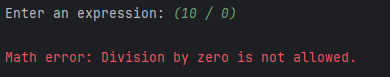 Enter an expression: (10 / 0)
Math error: Division by zero is not allowed.